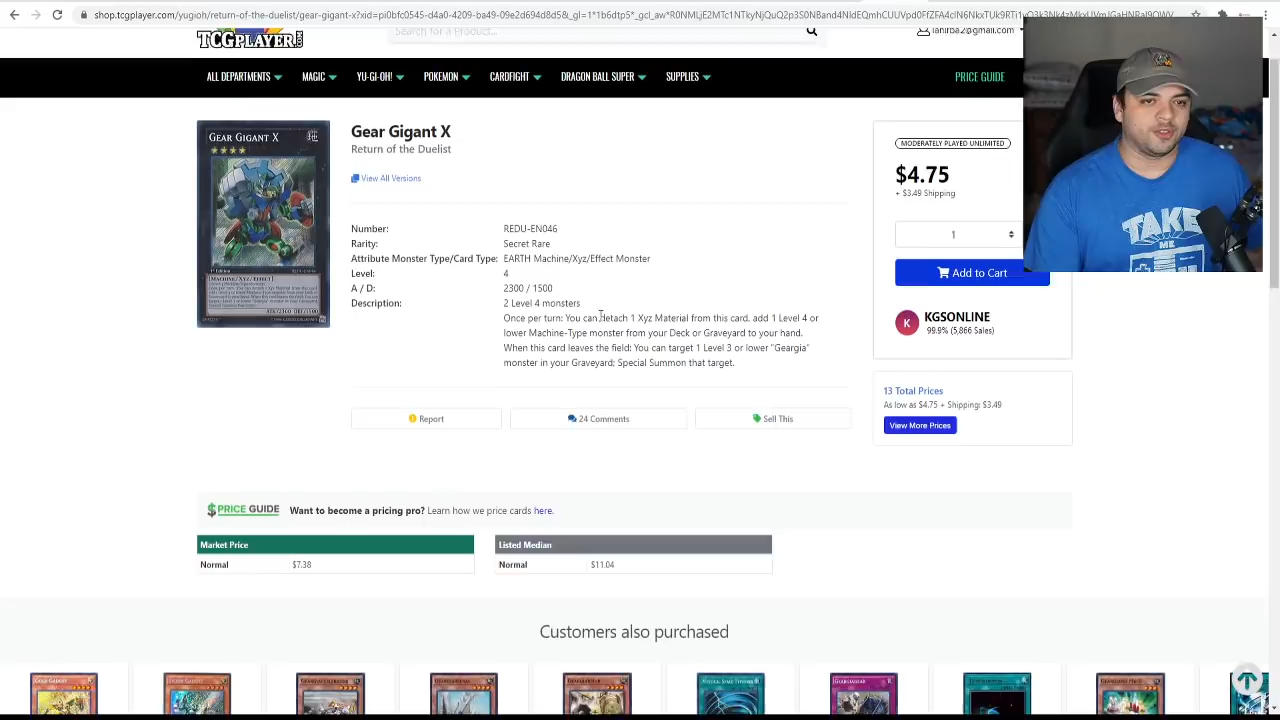 TCGPLAYER
Search for a Product...
ALL DEPARTMENTS
MAGIC
YU-GI-OH!
POKEMON
CARDFIGHT
DRAGON BALL SUPER
SUPPLIES
PRICE GUIDE
GEAR GIGANT X
Gear Gigant X
Return of the Duelist
View All Versions
Number: REDU-EN046
Rarity: Secret Rare
Attribute Monster Type/Card Type: EARTH Machine/Xyz/Effect Monster
Level: 4
A / D: 2300 / 1500
Description: 2 Level 4 monsters
Once per turn: You can detach 1 Xyz Material from this card, add 1 Level 4 or
lower Machine-Type monster from your Deck or Graveyard to your hand.
When this card leaves the field: You can target 1 Level 3 or lower "Geargia"
monster in your Graveyard; Special Summon that target.
Report
24 Comments
Sell This
MODERATELY PLAYED UNLIMITED
$4.75
+ $3.49 Shipping
1
Add to Cart
K
KGSONLINE
99.9% (5,866 Sales)
13 Total Prices
As low as $4.75 + Shipping: $3.49
View More Prices
TAKE
ME
$PRICE GUIDE
Want to become a pricing pro? Learn how we price cards here.
Market Price
Normal $7.38
Listed Median
Normal $11.04
Customers also purchased